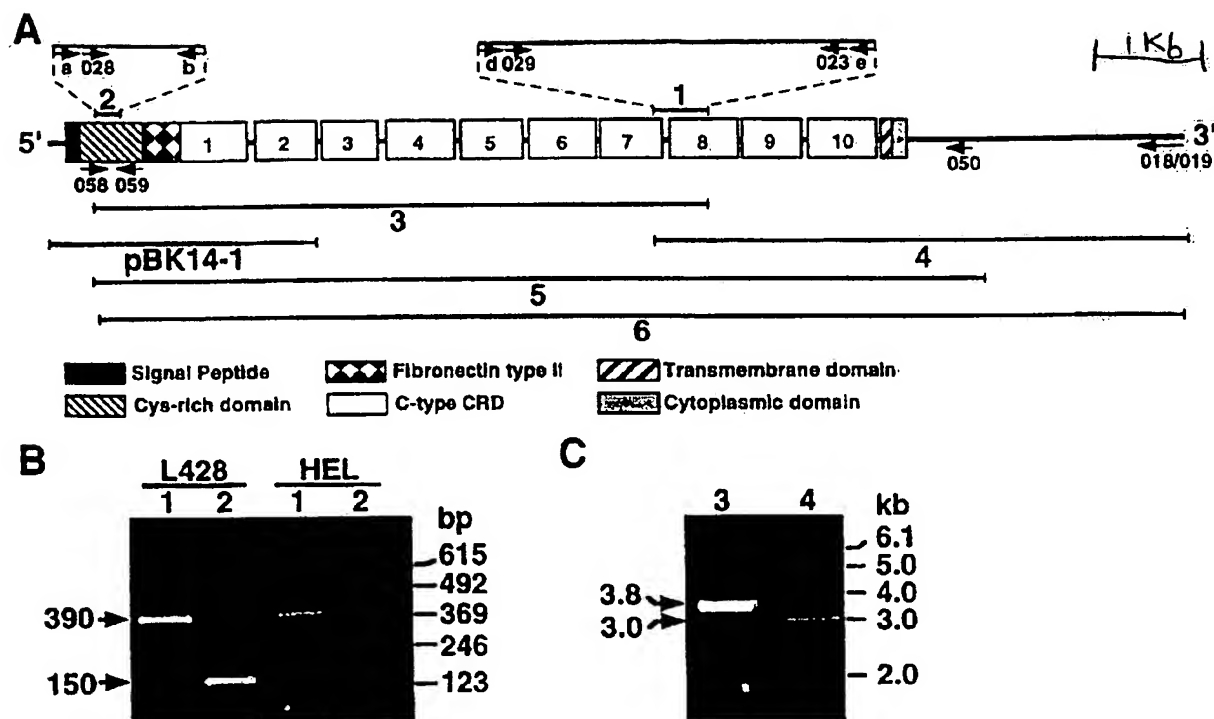 A
1 Kb
a 028 b
d 029 023 e
2 1
5' 1 2 3 4 5 6 7 8 9 10 3'
058 059 050 018/019
3
pBK14-1 4
5
6
Signal Peptide Fibronectin type II Transmembrane domain
Cys-rich domain C-type CRD Cytoplasmic domain
B C
L428 HEL
1 2 1 2 bp
615
492
390 369
246
150 123
3 4 kb
6.1
5.0
3.8 4.0
3.0 3.0
2.0